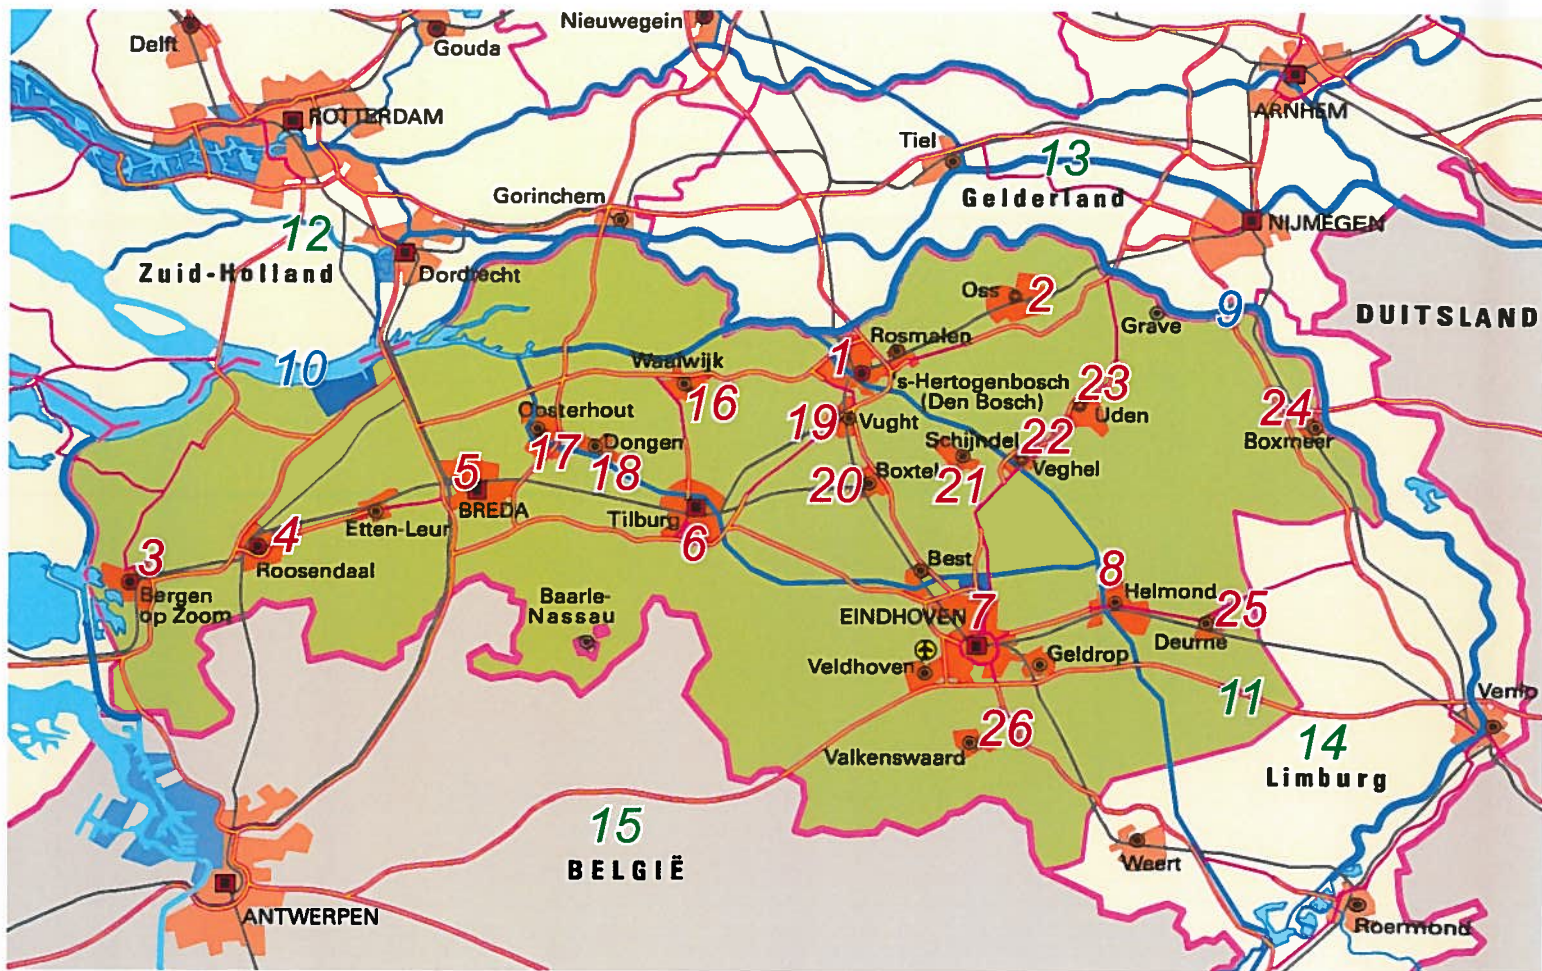 Delft
Gouda
Nieuwegein
ROTTERDAM
ARNHEM
Tiel
13
Gelderland
Gorinchem
NIJMEGEN
12
Zuid-Holland
Dordrecht
Oss
2
Grave
9
DUITSLAND
10
Waalwijk
16
1
Rosmalen
's-Hertogenbosch
(Den Bosch)
23
Uden
24
Boxmeer
Oosterhout
17
Dongen
18
19
Vught
Schijndel
21
22
Veghel
5
BREDA
20
Boxtel
Etten-Leur
Tilburg
6
3
Bergen
op Zoom
4
Roosendaal
Baarle-
Nassau
Best
EINDHOVEN
7
8
Helmond
25
Deurne
Veldhoven
Geldrop
11
Venlo
26
Valkenswaard
14
Limburg
15
BELGIË
Weert
ANTWERPEN
Roermond